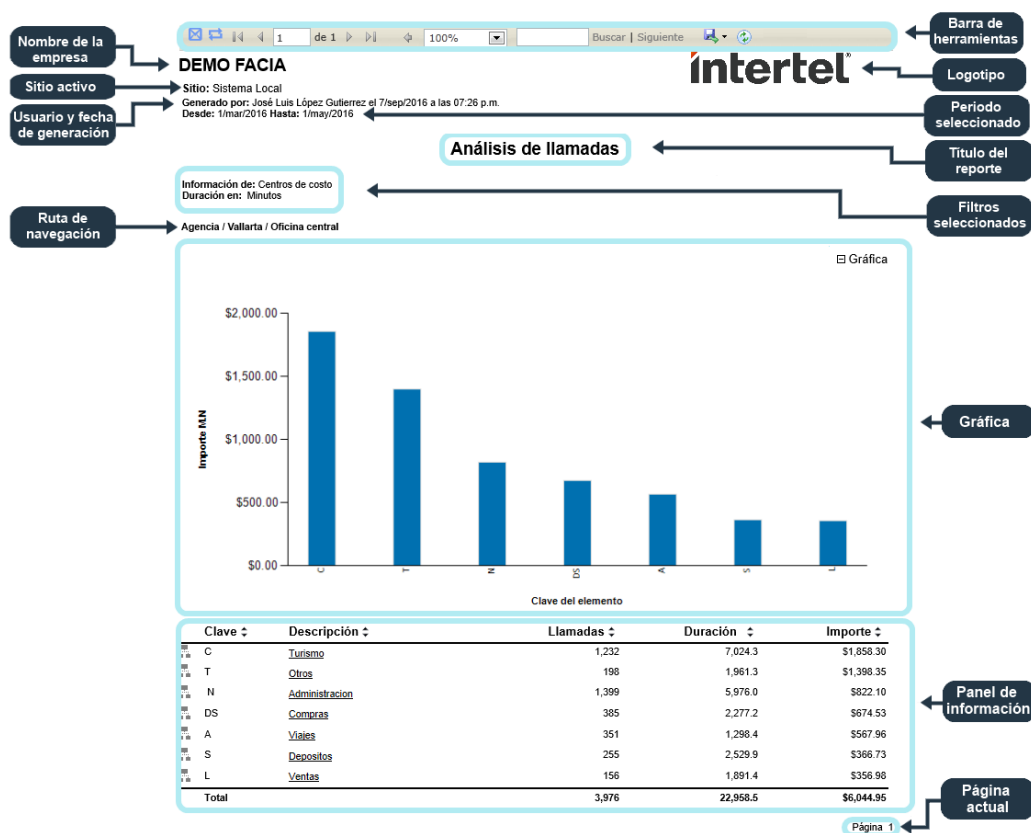 Nombre de la
empresa
1 de 1 100% Buscar | Siguiente
Barra de
herramientas
DEMO FACIA
intertel
Logotipo
Sitio activo
Sitio: Sistema Local
Usuario y fecha
de generación
Generado por: José Luis López Gutierrez el 7/sep/2016 a las 07:26 p.m.
Desde: 1/mar/2016 Hasta: 1/may/2016
Periodo
seleccionado
Análisis de llamadas
Título del
reporte
Información de: Centros de costo
Duración en: Minutos
Filtros
seleccionados
Ruta de
navegación
Agencia / Vallarta / Oficina central
Gráfica
$2,000.00
$1,500.00
$1,000.00
$500.00
$0.00
Importe M.N
C T N DS A S L
Clave del elemento
Gráfica
Clave Descripción Llamadas Duración Importe
C Turismo 1,232 7,024.3 $1,858.30
T Otros 198 1,961.3 $1,398.35
N Administracion 1,399 5,976.0 $822.10
DS Compras 385 2,277.2 $674.53
A Viajes 351 1,298.4 $567.96
S Depositos 255 2,529.9 $366.73
L Ventas 156 1,891.4 $356.98
Total 3,976 22,958.5 $6,044.95
Panel de
información
Página
actual
Página 1